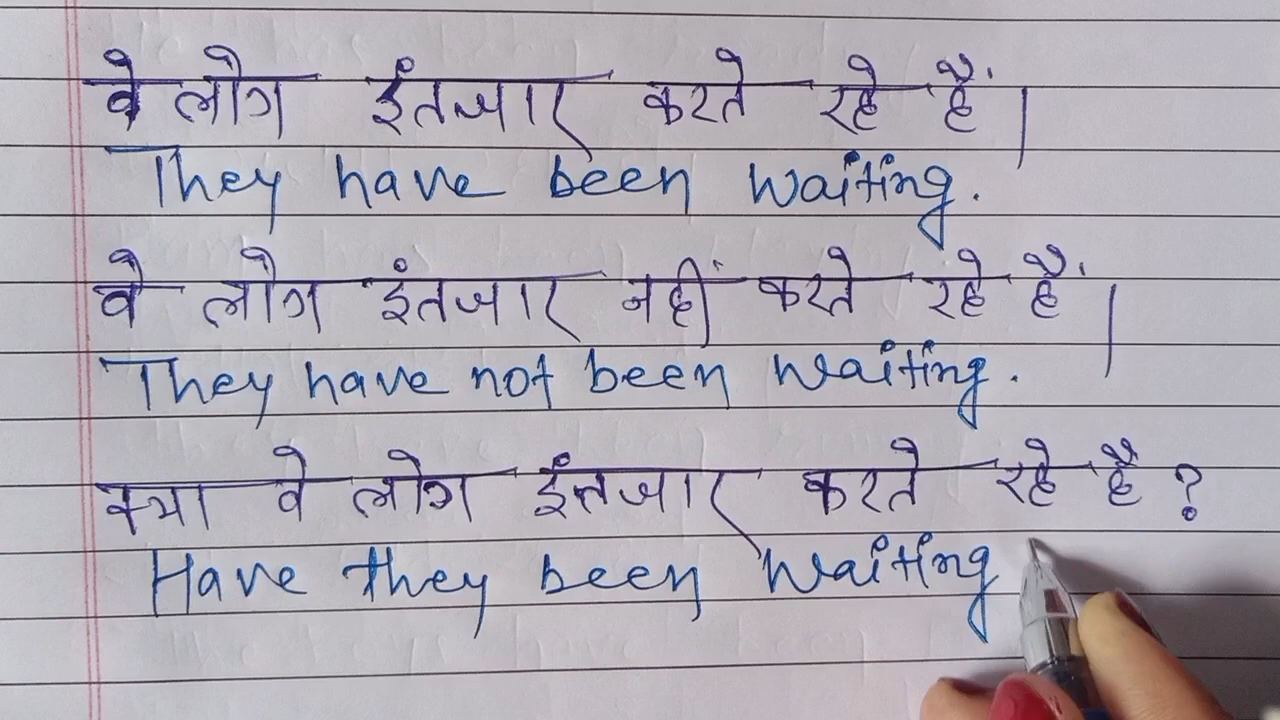 वे लोग इंतजार करते रहे हैं।
They have been waiting.
वे लोग इंतजार नहीं करते रहे हैं।
They have not been waiting.
क्या वे लोग इंतजार करते रहे है ?
Have they been waiting